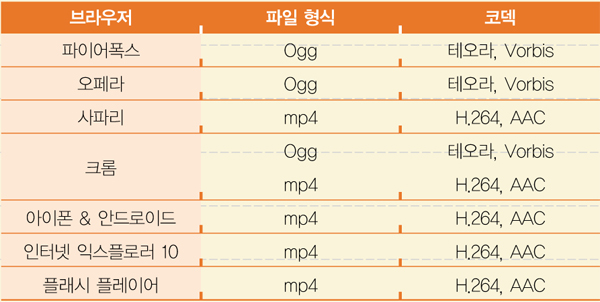 브라우저 파일 형식 코덱
파이어폭스 Ogg 테오라, Vorbis
오페라 Ogg 테오라, Vorbis
사파리 mp4 H.264, AAC
크롬 Ogg 테오라, Vorbis
mp4 H.264, AAC
아이폰 & 안드로이드 mp4 H.264, AAC
인터넷 익스플로러 10 mp4 H.264, AAC
플래시 플레이어 mp4 H.264, AAC